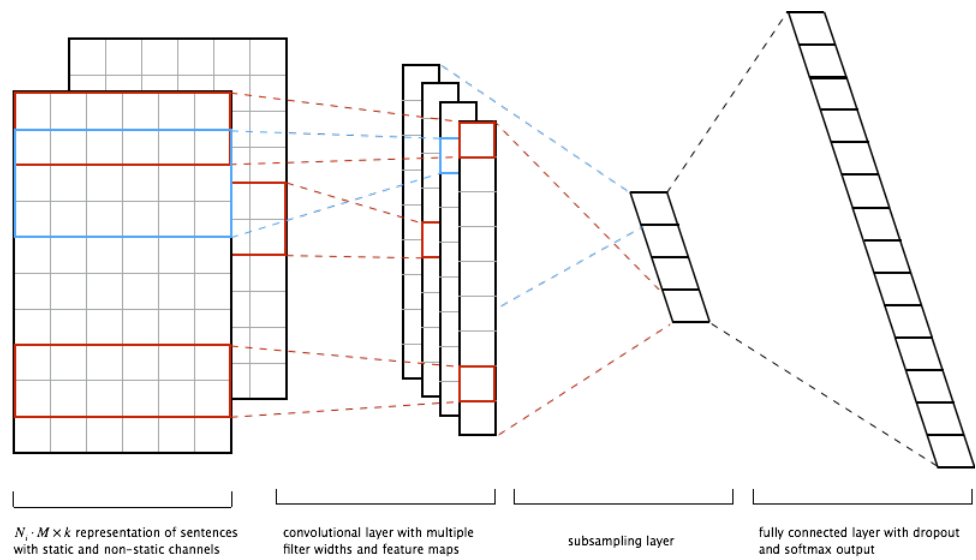 N_i · M × k representation of sentences
with static and non-static channels
convolutional layer with multiple
filter widths and feature maps
subsampling layer
fully connected layer with dropout
and softmax output